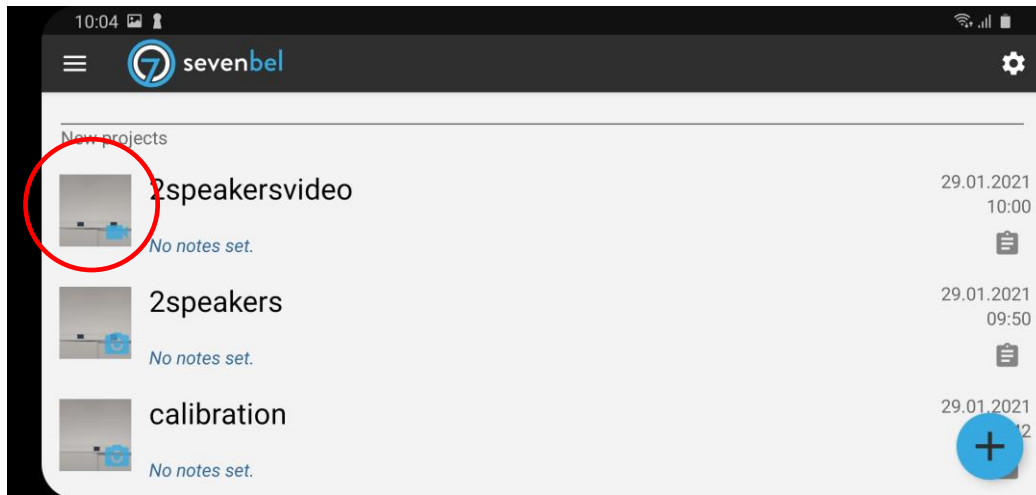 10:04
7 sevenbel
New projects
2speakersvideo
29.01.2021
10:00
No notes set.
2speakers
29.01.2021
09:50
No notes set.
calibration
29.01.2021
No notes set.